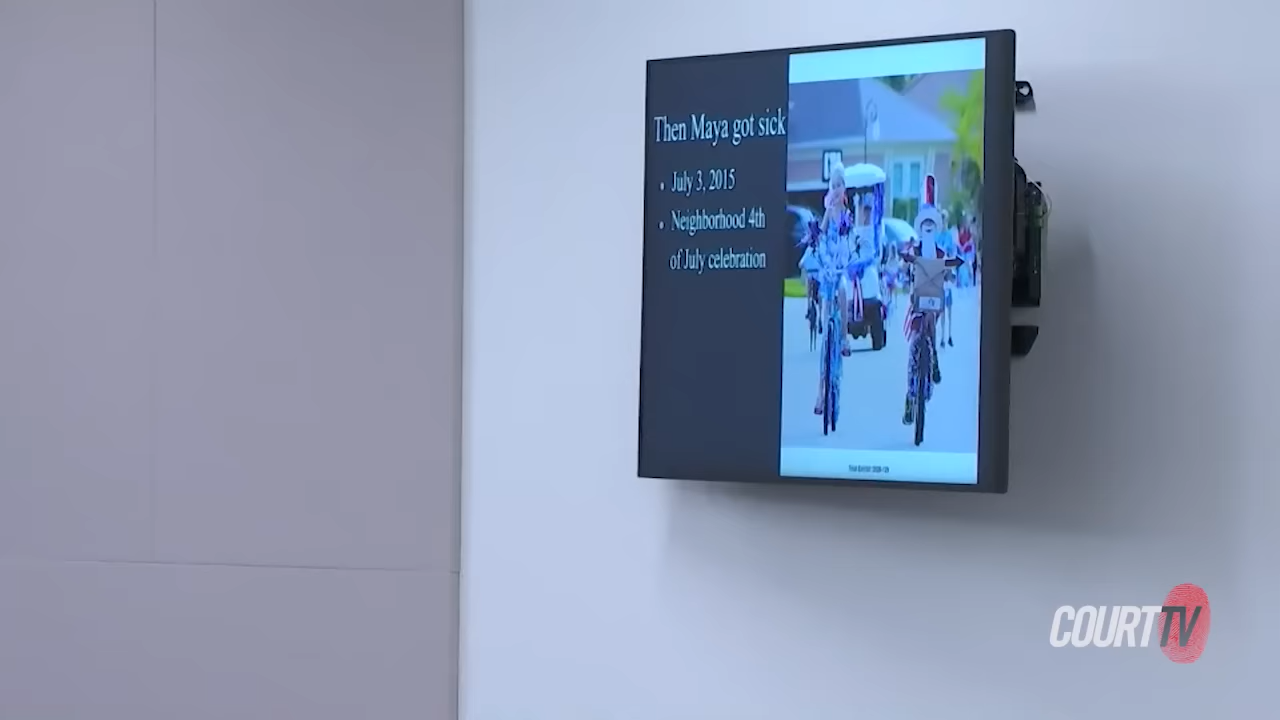 Then Maya got sick
• July 3, 2015
• Neighborhood 4th
of July celebration
COURT TV